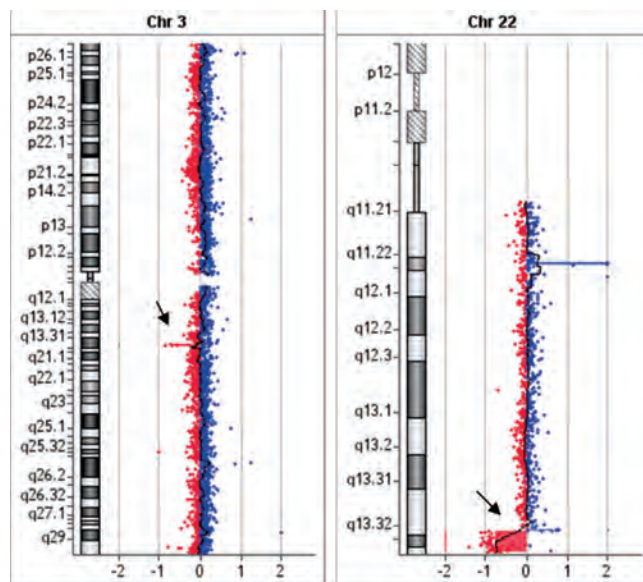 Chr 3
p26.1
p25.1
p24.2
p22.3
p22.1
p21.2
p14.2
p13
p12.2
q12.1
q13.12
q13.31
q21.1
q22.1
q23
q25.1
q25.32
q26.2
q26.32
q27.1
q29
-2 -1 0 1 2
Chr 22
p12
p11.2
q11.21
q11.22
q12.1
q12.2
q12.3
q13.1
q13.2
q13.31
q13.32
-2 -1 0 1 2